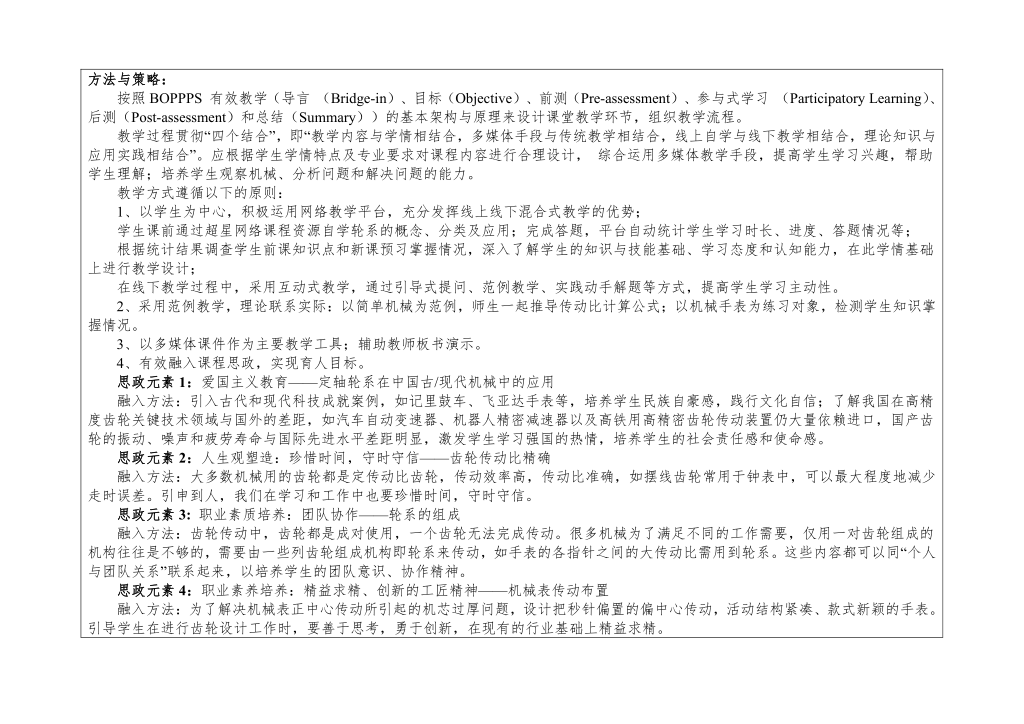 方法与策略：
按照 BOPPPS 有效教学（导言 （Bridge-in）、目标（Objective）、前测（Pre-assessment）、参与式学习 （Participatory Learning）、
后测（Post-assessment）和总结（Summary））的基本架构与原理来设计课堂教学环节，组织教学流程。
教学过程贯彻“四个结合”，即“教学内容与学情相结合，多媒体手段与传统教学相结合，线上自学与线下教学相结合，理论知识与
应用实践相结合”。应根据学生学情特点及专业要求对课程内容进行合理设计， 综合运用多媒体教学手段，提高学生学习兴趣，帮助
学生理解；培养学生观察机械、分析问题和解决问题的能力。
教学方式遵循以下的原则：
1、以学生为中心，积极运用网络教学平台，充分发挥线上线下混合式教学的优势；
学生课前通过超星网络课程资源自学轮系的概念、分类及应用；完成答题，平台自动统计学生学习时长、进度、答题情况等；
根据统计结果调查学生前课知识点和新课预习掌握情况，深入了解学生的知识与技能基础、学习态度和认知能力，在此学情基础
上进行教学设计；
在线下教学过程中，采用互动式教学，通过引导式提问、范例教学、实践动手解题等方式，提高学生学习主动性。
2、采用范例教学，理论联系实际：以简单机械为范例，师生一起推导传动比计算公式；以机械手表为练习对象，检测学生知识掌
握情况。
3、以多媒体课件作为主要教学工具；辅助教师板书演示。
4、有效融入课程思政，实现育人目标。
思政元素 1：爱国主义教育——定轴轮系在中国古/现代机械中的应用
融入方法：引入古代和现代科技成就案例，如记里鼓车、飞亚达手表等，培养学生民族自豪感，践行文化自信；了解我国在高精
度齿轮关键技术领域与国外的差距，如汽车自动变速器、机器人精密减速器以及高铁用高精密齿轮传动装置仍大量依赖进口，国产齿
轮的振动、噪声和疲劳寿命与国际先进水平差距明显，激发学生学习强国的热情，培养学生的社会责任感和使命感。
思政元素 2：人生观塑造：珍惜时间，守时守信——齿轮传动比精确
融入方法：大多数机械用的齿轮都是定传动比齿轮，传动效率高，传动比准确，如摆线齿轮常用于钟表中，可以最大程度地减少
走时误差。引申到人，我们在学习和工作中也要珍惜时间，守时守信。
思政元素 3: 职业素质培养：团队协作——轮系的组成
融入方法：齿轮传动中，齿轮都是成对使用，一个齿轮无法完成传动。很多机械为了满足不同的工作需要，仅用一对齿轮组成的
机构往往是不够的，需要由一些列齿轮组成机构即轮系来传动，如手表的各指针之间的大传动比需用到轮系。这些内容都可以同“个人
与团队关系”联系起来，以培养学生的团队意识、协作精神。
思政元素 4：职业素养培养：精益求精、创新的工匠精神——机械表传动布置
融入方法：为了解决机械表正中心传动所引起的机芯过厚问题，设计把秒针偏置的偏中心传动，活动结构紧凑、款式新颖的手表。
引导学生在进行齿轮设计工作时，要善于思考，勇于创新，在现有的行业基础上精益求精。